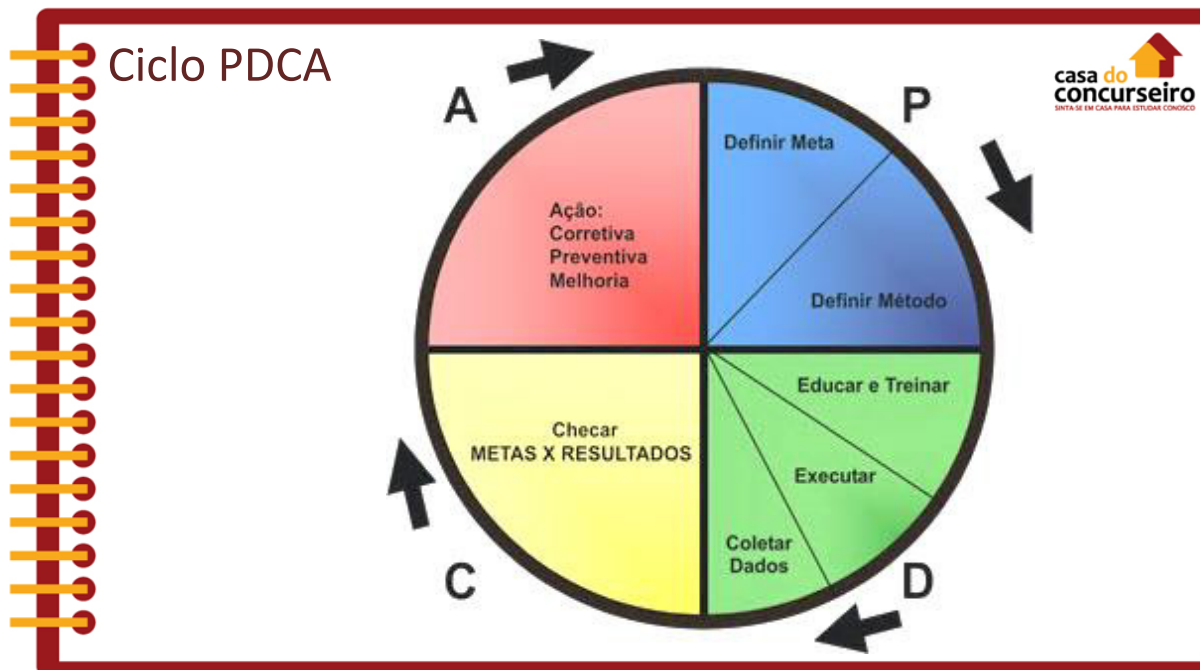 Ciclo PDCA
casa do
concurseiro
SINTA-SE EM CASA PARA ESTUDAR CONOSCO
A
P
Definir Meta
Ação:
Corretiva
Preventiva
Melhoria
Definir Método
Educar e Treinar
Checar
METAS X RESULTADOS
Executar
Coletar
Dados
C
D